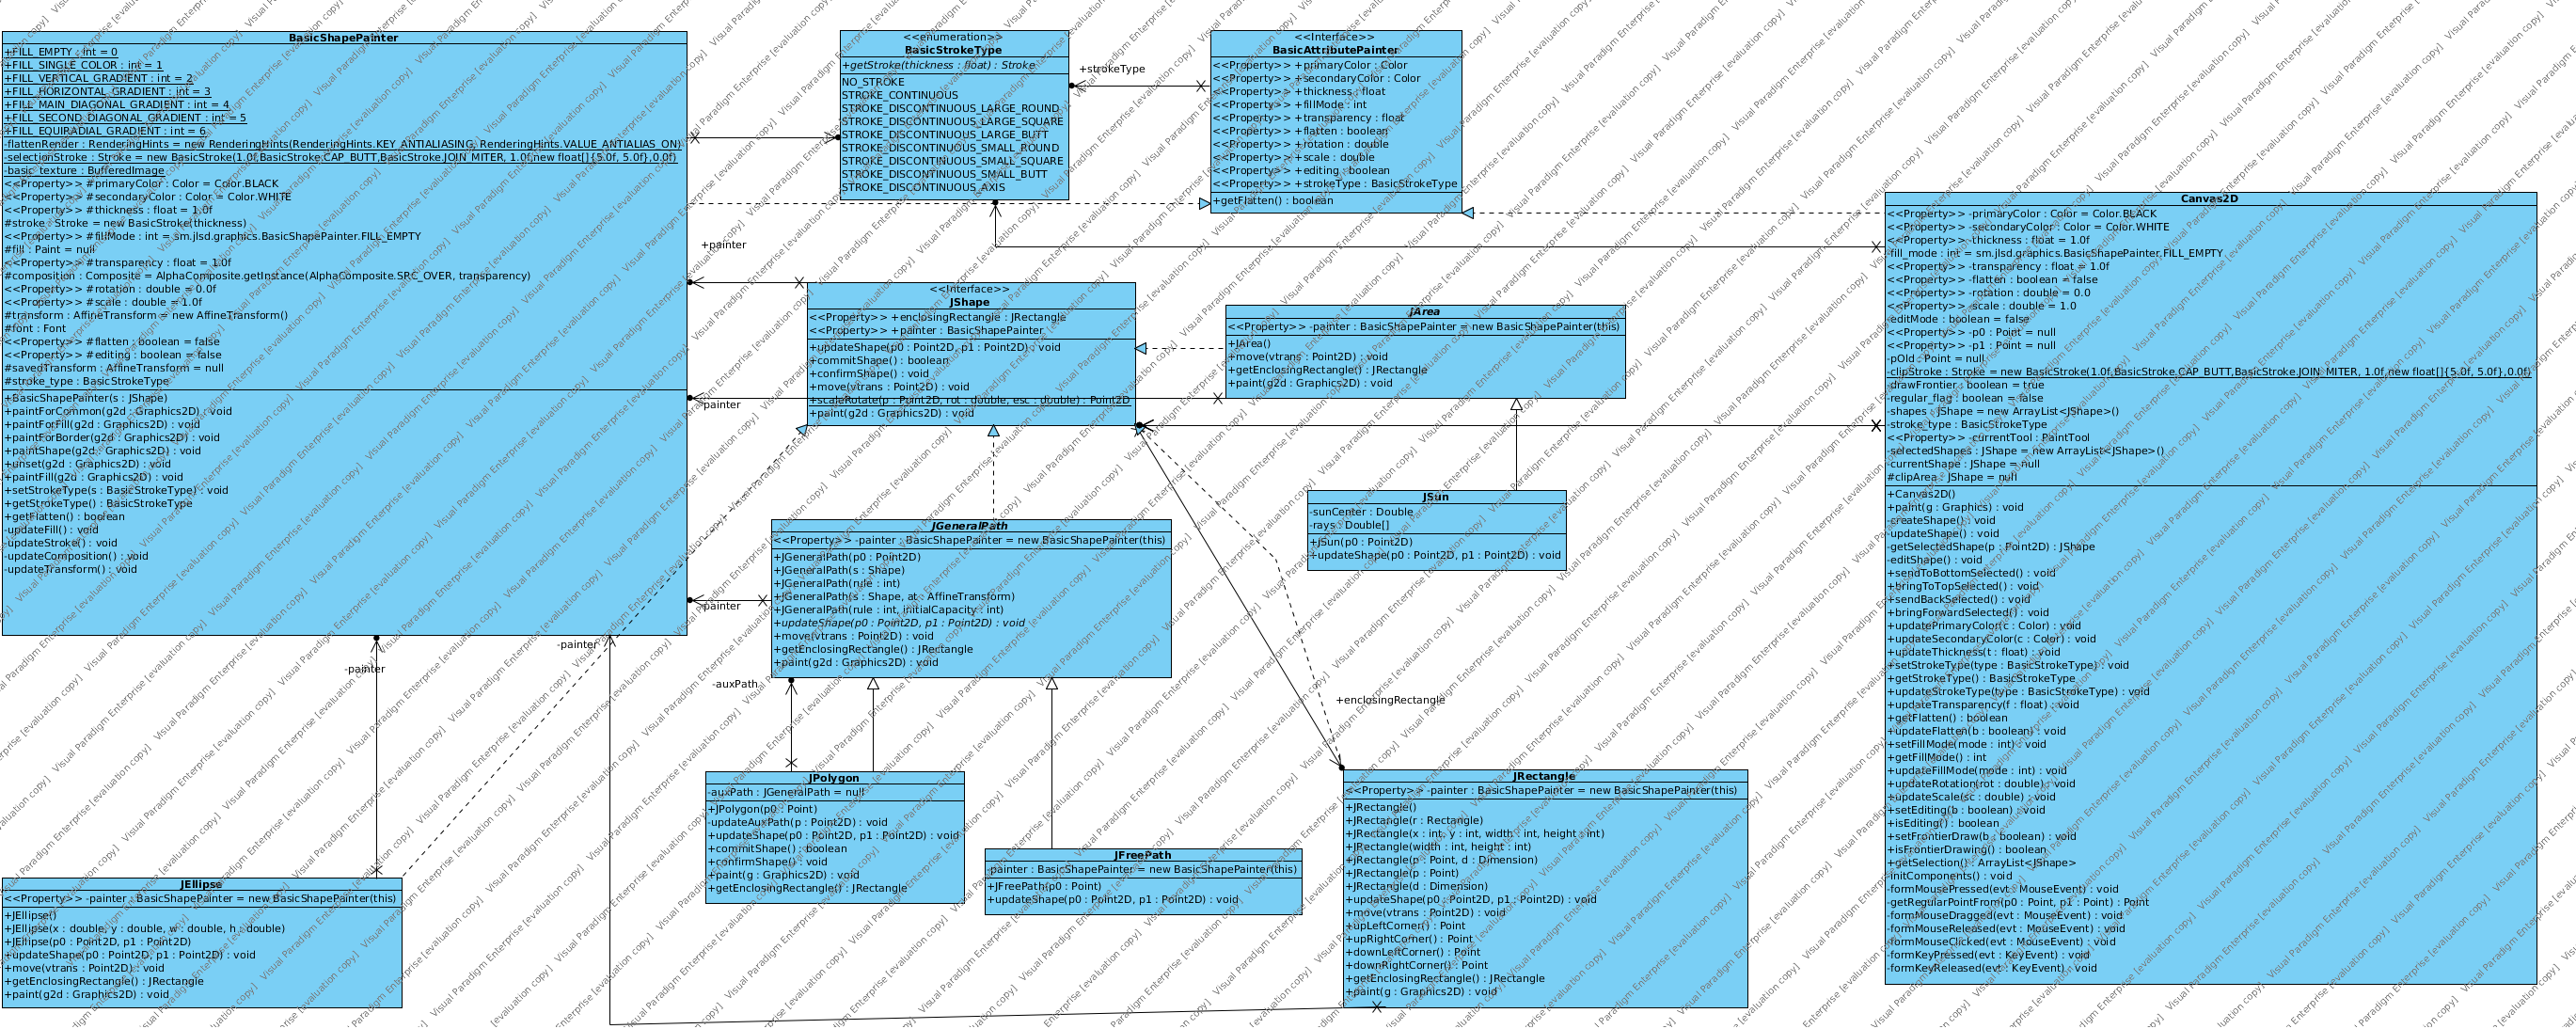 BasicShapePainter
+FILL_EMPTY : int = 0
+FILL_SINGLE_COLOR : int = 1
+FILL_VERTICAL_GRADIENT : int = 2
+FILL_HORIZONTAL_GRADIENT : int = 3
+FILL_MAIN_DIAGONAL_GRADIENT : int = 4
+FILL_SECOND_DIAGONAL_GRADIENT : int = 5
+FILL_EQUIRADIAL_GRADIENT : int = 6
-flattenRender : RenderingHints = new RenderingHints(RenderingHints.KEY_ANTIALIASING, RenderingHints.VALUE_ANTIALIAS_ON)
-selectionStroke : Stroke = new BasicStroke(1.0f,BasicStroke.CAP_BUTT,BasicStroke.JOIN_MITER, 1.0f,new float[]{5.0f, 5.0f},0.0f)
-basic_texture : BufferedImage
<<Property>> #primaryColor : Color = Color.BLACK
<<Property>> #secondaryColor : Color = Color.WHITE
<<Property>> #thickness : float = 1.0f
#stroke : Stroke = new BasicStroke(thickness)
<<Property>> #fillMode : int = sm.jlsd.graphics.BasicShapePainter.FILL_EMPTY
#fill : Paint = null
<<Property>> #transparency : float = 1.0f
#composition : Composite = AlphaComposite.getInstance(AlphaComposite.SRC_OVER, transparency)
<<Property>> #rotation : double = 0.0f
<<Property>> #scale : double = 1.0f
#transform : AffineTransform = new AffineTransform()
#font : Font
<<Property>> #flatten : boolean = false
<<Property>> #editing : boolean = false
#savedTransform : AffineTransform = null
#stroke_type : BasicStrokeType
+BasicShapePainter(s : JShape)
+paintForCommon(g2d : Graphics2D) : void
+paintForFill(g2d : Graphics2D) : void
+paintForBorder(g2d : Graphics2D) : void
+paintShape(g2d : Graphics2D) : void
+unset(g2d : Graphics2D) : void
+paintFill(g2d : Graphics2D) : void
+setStrokeType(s : BasicStrokeType) : void
+getStrokeType() : BasicStrokeType
+getFlatten() : boolean
-updateFill() : void
-updateStroke() : void
-updateComposition() : void
-updateTransform() : void
<<enumeration>>
BasicStrokeType
+getStroke(thickness : float) : Stroke
NO_STROKE
STROKE_CONTINUOUS
STROKE_DISCONTINUOUS_LARGE_ROUND
STROKE_DISCONTINUOUS_LARGE_SQUARE
STROKE_DISCONTINUOUS_LARGE_BUTT
STROKE_DISCONTINUOUS_SMALL_ROUND
STROKE_DISCONTINUOUS_SMALL_SQUARE
STROKE_DISCONTINUOUS_SMALL_BUTT
STROKE_DISCONTINUOUS_AXIS
+strokeType
<<Interface>>
BasicAttributePainter
<<Property>> +primaryColor : Color
<<Property>> +secondaryColor : Color
<<Property>> +thickness : float
<<Property>> +fillMode : int
<<Property>> +transparency : float
<<Property>> +flatten : boolean
<<Property>> +rotation : double
<<Property>> +scale : double
<<Property>> +editing : boolean
<<Property>> +strokeType : BasicStrokeType
+getFlatten() : boolean
Canvas2D
<<Property>> -primaryColor : Color = Color.BLACK
<<Property>> -secondaryColor : Color = Color.WHITE
<<Property>> -thickness : float = 1.0f
-fill_mode : int = sm.jlsd.graphics.BasicShapePainter.FILL_EMPTY
<<Property>> -transparency : float = 1.0f
<<Property>> -flatten : boolean = false
<<Property>> -rotation : double = 0.0
<<Property>> -scale : double = 1.0
-editMode : boolean = false
<<Property>> -p0 : Point = null
<<Property>> -p1 : Point = null
-pOld : Point = null
-clipStroke : Stroke = new BasicStroke(1.0f,BasicStroke.CAP_BUTT,BasicStroke.JOIN_MITER, 1.0f,new float[]{5.0f, 5.0f},0.0f)
-drawFrontier : boolean = true
-regular_flag : boolean = false
-shapes : JShape = new ArrayList<JShape>()
-stroke_type : BasicStrokeType
<<Property>> -currentTool : PaintTool
-selectedShapes : JShape = new ArrayList<JShape>()
-currentShape : JShape = null
#clipArea : JShape = null
+Canvas2D()
+paint(g : Graphics) : void
-createShape() : void
-updateShape() : void
-getSelectedShape(p : Point2D) : JShape
-editShape() : void
+sendToBottomSelected() : void
+bringToTopSelected() : void
+sendBackSelected() : void
+bringForwardSelected() : void
+updatePrimaryColor(c : Color) : void
+updateSecondaryColor(c : Color) : void
+updateThickness(t : float) : void
+setStrokeType(type : BasicStrokeType) : void
+getStrokeType() : BasicStrokeType
+updateStrokeType(type : BasicStrokeType) : void
+updateTransparency(f : float) : void
+getFlatten() : boolean
+updateFlatten(b : boolean) : void
+setFillMode(mode : int) : void
+getFillMode() : int
+updateFillMode(mode : int) : void
+updateRotation(rot : double) : void
+updateScale(sc : double) : void
+setEditing(b : boolean) : void
+isEditing() : boolean
+setFrontierDraw(b : boolean) : void
+isFrontierDrawing() : boolean
+getSelection() : ArrayList<JShape>
-initComponents() : void
-formMousePressed(evt : MouseEvent) : void
-getRegularPointFrom(p0 : Point, p1 : Point) : Point
-formMouseDragged(evt : MouseEvent) : void
-formMouseReleased(evt : MouseEvent) : void
-formMouseClicked(evt : MouseEvent) : void
-formKeyPressed(evt : KeyEvent) : void
-formKeyReleased(evt : KeyEvent) : void
+painter
<<Interface>>
JShape
<<Property>> +enclosingRectangle : JRectangle
<<Property>> +painter : BasicShapePainter
+updateShape(p0 : Point2D, p1 : Point2D) : void
+commitShape() : boolean
+confirmShape() : void
+move(vtrans : Point2D) : void
+scaleRotate(p : Point2D, rot : double, esc : double) : Point2D
+paint(g2d : Graphics2D) : void
JArea
<<Property>> -painter : BasicShapePainter = new BasicShapePainter(this)
+JArea()
+move(vtrans : Point2D) : void
+getEnclosingRectangle() : JRectangle
+paint(g2d : Graphics2D) : void
-painter
JSun
-sunCenter : Double
-rays : Double[]
+JSun(p0 : Point2D)
+updateShape(p0 : Point2D, p1 : Point2D) : void
JGeneralPath
<<Property>> -painter : BasicShapePainter = new BasicShapePainter(this)
+JGeneralPath(p0 : Point2D)
+JGeneralPath(s : Shape)
+JGeneralPath(rule : int)
+JGeneralPath(s : Shape, at : AffineTransform)
+JGeneralPath(rule : int, initialCapacity : int)
+updateShape(p0 : Point2D, p1 : Point2D) : void
+move(vtrans : Point2D) : void
+getEnclosingRectangle() : JRectangle
+paint(g2d : Graphics2D) : void
-painter
-painter
-painter
-auxPath
+enclosingRectangle
JPolygon
-auxPath : JGeneralPath = null
+JPolygon(p0 : Point)
-updateAuxPath(p : Point2D) : void
+updateShape(p0 : Point2D, p1 : Point2D) : void
+commitShape() : boolean
+confirmShape() : void
+paint(g : Graphics2D) : void
+getEnclosingRectangle() : JRectangle
JFreePath
-painter : BasicShapePainter = new BasicShapePainter(this)
+JFreePath(p0 : Point)
+updateShape(p0 : Point2D, p1 : Point2D) : void
JRectangle
<<Property>> -painter : BasicShapePainter = new BasicShapePainter(this)
+JRectangle()
+JRectangle(r : Rectangle)
+JRectangle(x : int, y : int, width : int, height : int)
+JRectangle(width : int, height : int)
+JRectangle(p : Point, d : Dimension)
+JRectangle(p : Point)
+JRectangle(d : Dimension)
+updateShape(p0 : Point2D, p1 : Point2D) : void
+move(vtrans : Point2D) : void
+upLeftCorner() : Point
+upRightCorner() : Point
+downLeftCorner() : Point
+downRightCorner() : Point
+getEnclosingRectangle() : JRectangle
+paint(g : Graphics2D) : void
JEllipse
<<Property>> -painter : BasicShapePainter = new BasicShapePainter(this)
+JEllipse()
+JEllipse(x : double, y : double, w : double, h : double)
+JEllipse(p0 : Point2D, p1 : Point2D)
+updateShape(p0 : Point2D, p1 : Point2D) : void
+move(vtrans : Point2D) : void
+getEnclosingRectangle() : JRectangle
+paint(g2d : Graphics2D) : void
Visual Paradigm Enterprise [evaluation copy]